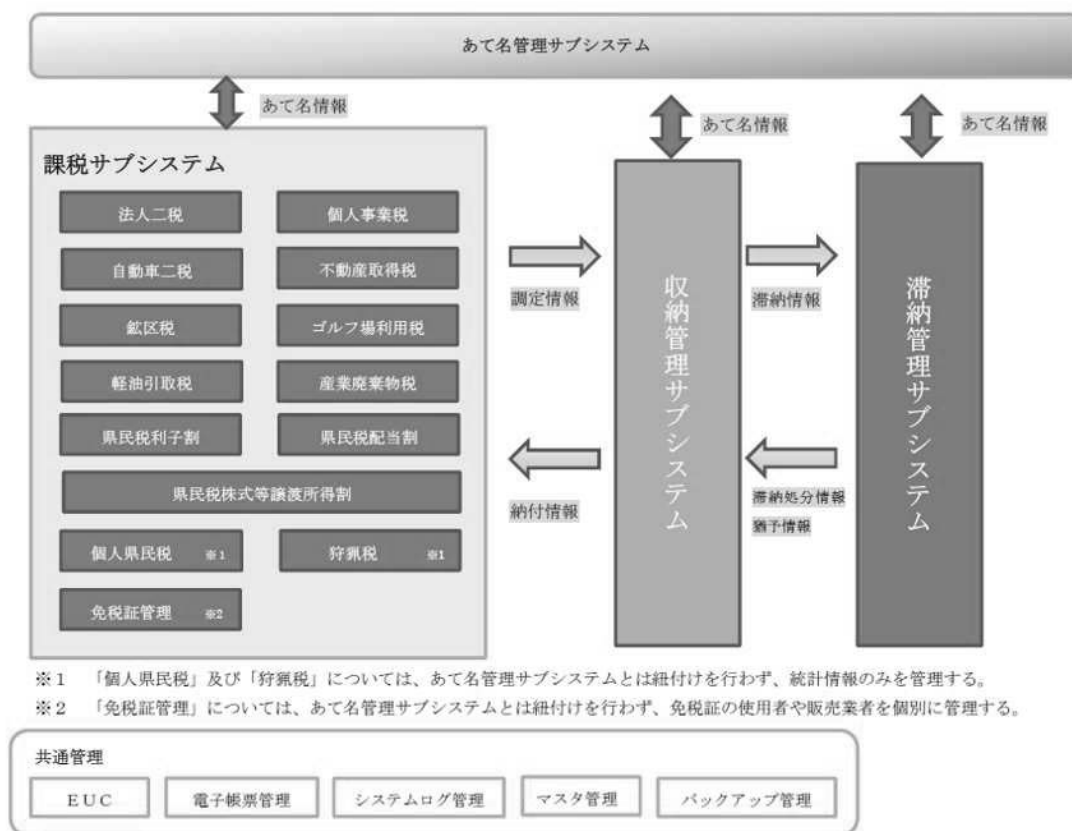 あて名管理サブシステム
あて名情報
あて名情報
あて名情報
課税サブシステム
法人二税
個人事業税
自動車二税
不動産取得税
鉱区税
ゴルフ場利用税
軽油引取税
産業廃棄物税
県民税利子割
県民税配当割
県民税株式等譲渡所得割
個人県民税 ※1
狩猟税 ※1
免税証管理 ※2
調定情報
納付情報
収納管理サブシステム
滞納情報
滞納処分情報
猶予情報
滞納管理サブシステム
※１ 「個人県民税」及び「狩猟税」については、あて名管理サブシステムとは紐付けを行わず、統計情報のみを管理する。
※２ 「免税証管理」については、あて名管理サブシステムとは紐付けを行わず、免税証の使用者や販売業者を個別に管理する。
共通管理
ＥＵＣ
電子帳票管理
システムログ管理
マスタ管理
バックアップ管理